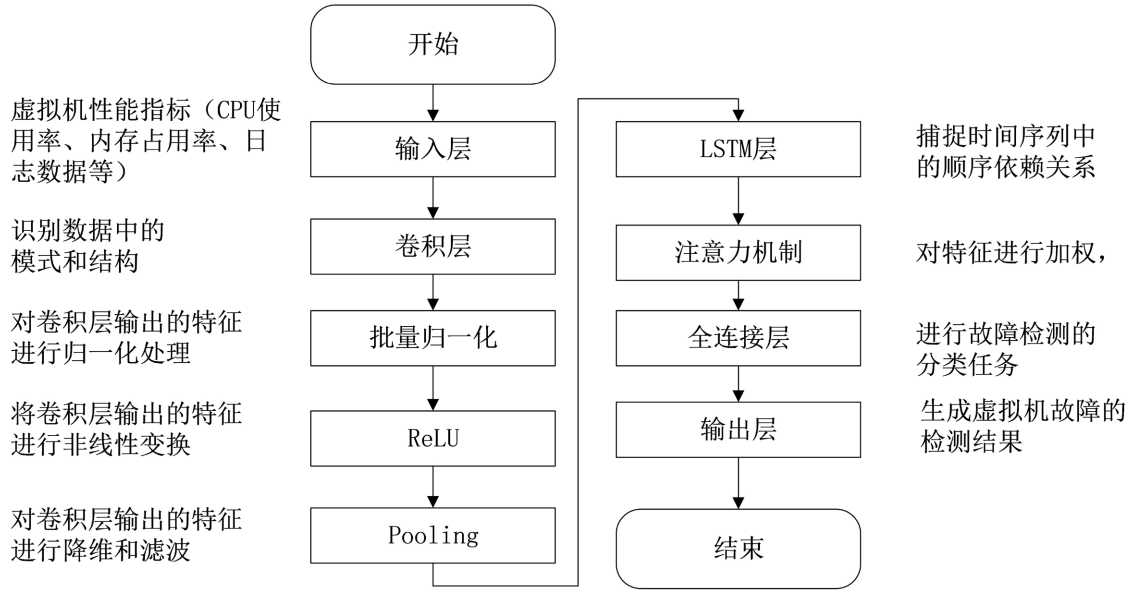 开始
虚拟机性能指标（CPU使
用率、内存占用率、日
志数据等）
输入层
识别数据中的
模式和结构
卷积层
对卷积层输出的特征
进行归一化处理
批量归一化
将卷积层输出的特征
进行非线性变换
ReLU
对卷积层输出的特征
进行降维和滤波
Pooling
LSTM层
捕捉时间序列中
的顺序依赖关系
注意力机制
对特征进行加权，
全连接层
进行故障检测的
分类任务
输出层
生成虚拟机故障的
检测结果
结束